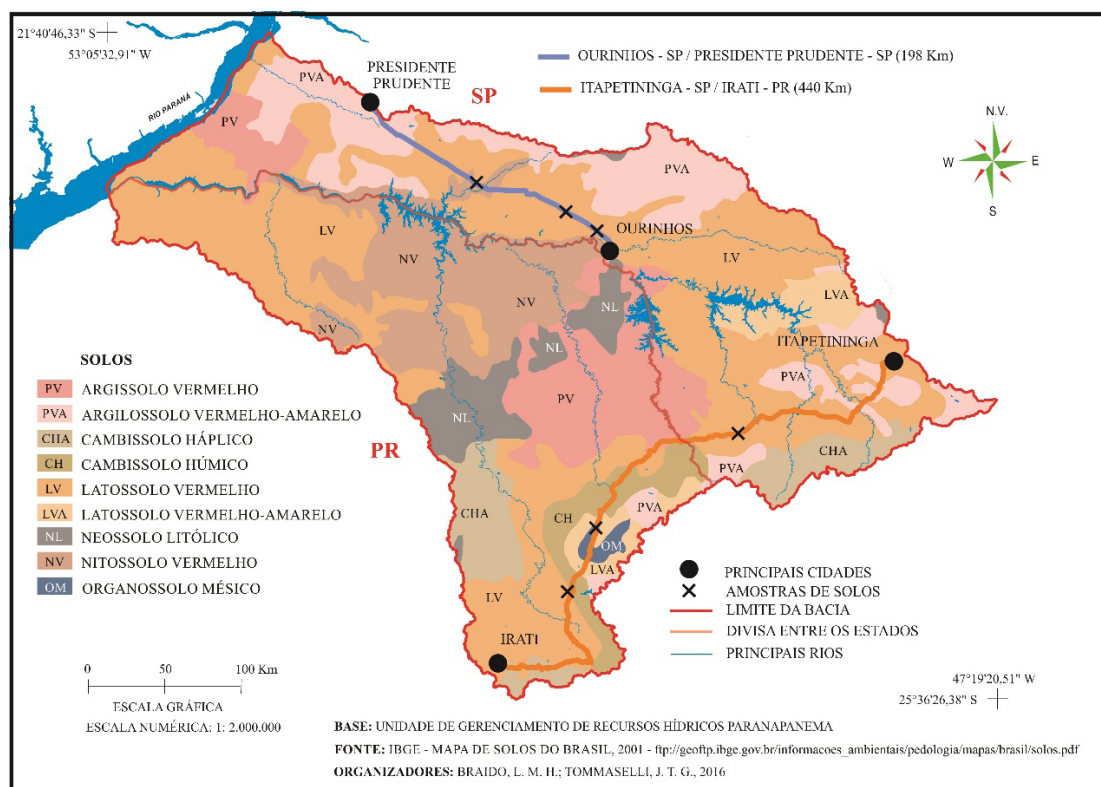 21°40'46,33" S
53°05'32,91" W
OURINHOS - SP / PRESIDENTE PRUDENTE - SP (198 Km)
ITAPETININGA - SP / IRATI - PR (440 Km)
N.V.
W
E
S
PRESIDENTE
PRUDENTE
SP
RIO PARANÁ
PVA
PV
PVA
PVA
OURINHOS
LV
NV
LV
NL
LVA
NV
NV
NL
ITAPETININGA
PVA
PV
NL
PR
PVA
CHA
CHA
CH
PVA
OM
LVA
LV
IRATI
SOLOS
PV ARGISSOLO VERMELHO
PVA ARGILOSSOLO VERMELHO-AMARELO
CHA CAMBISSOLO HÁPLICO
CH CAMBISSOLO HÚMICO
LV LATOSSOLO VERMELHO
LVA LATOSSOLO VERMELHO-AMARELO
NL NEOSSOLO LITÓLICO
NV NITOSSOLO VERMELHO
OM ORGANOSSOLO MÉSICO
PRINCIPAIS CIDADES
AMOSTRAS DE SOLOS
LIMITE DA BACIA
DIVISA ENTRE OS ESTADOS
PRINCIPAIS RIOS
0 50 100 Km
ESCALA GRÁFICA
ESCALA NUMÉRICA: 1: 2.000.000
47°19'20,51" W
25°36'26,38" S
BASE: UNIDADE DE GERENCIAMENTO DE RECURSOS HÍDRICOS PARANAPANEMA
FONTE: IBGE - MAPA DE SOLOS DO BRASIL, 2001 - ftp://geoftp.ibge.gov.br/informacoes_ambientais/pedologia/mapas/brasil/solos.pdf
ORGANIZADORES: BRAIDO, L. M. H.; TOMMASELLI, J. T. G., 2016